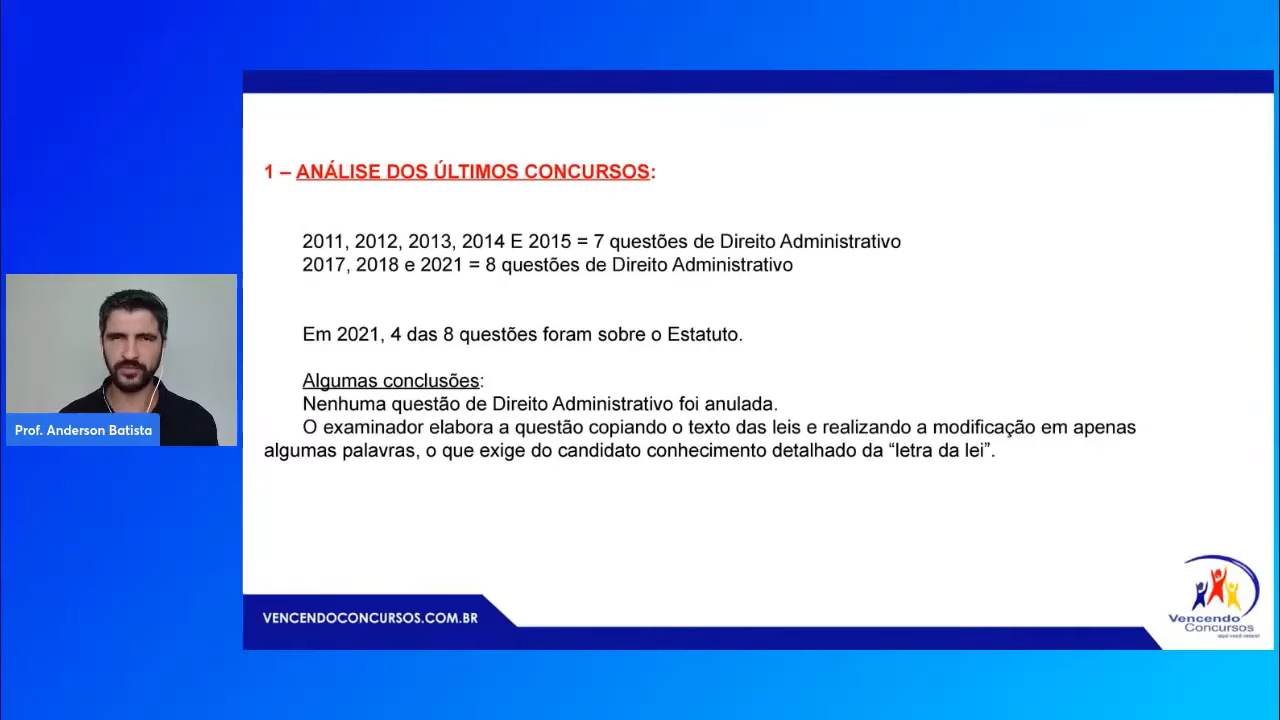 1 – ANÁLISE DOS ÚLTIMOS CONCURSOS:
2011, 2012, 2013, 2014 E 2015 = 7 questões de Direito Administrativo
2017, 2018 e 2021 = 8 questões de Direito Administrativo
Em 2021, 4 das 8 questões foram sobre o Estatuto.
Algumas conclusões:
Nenhuma questão de Direito Administrativo foi anulada.
O examinador elabora a questão copiando o texto das leis e realizando a modificação em apenas
algumas palavras, o que exige do candidato conhecimento detalhado da “letra da lei”.
Prof. Anderson Batista
VENCENDOCONCURSOS.COM.BR
Vencendo
Concursos
aqui você vence!